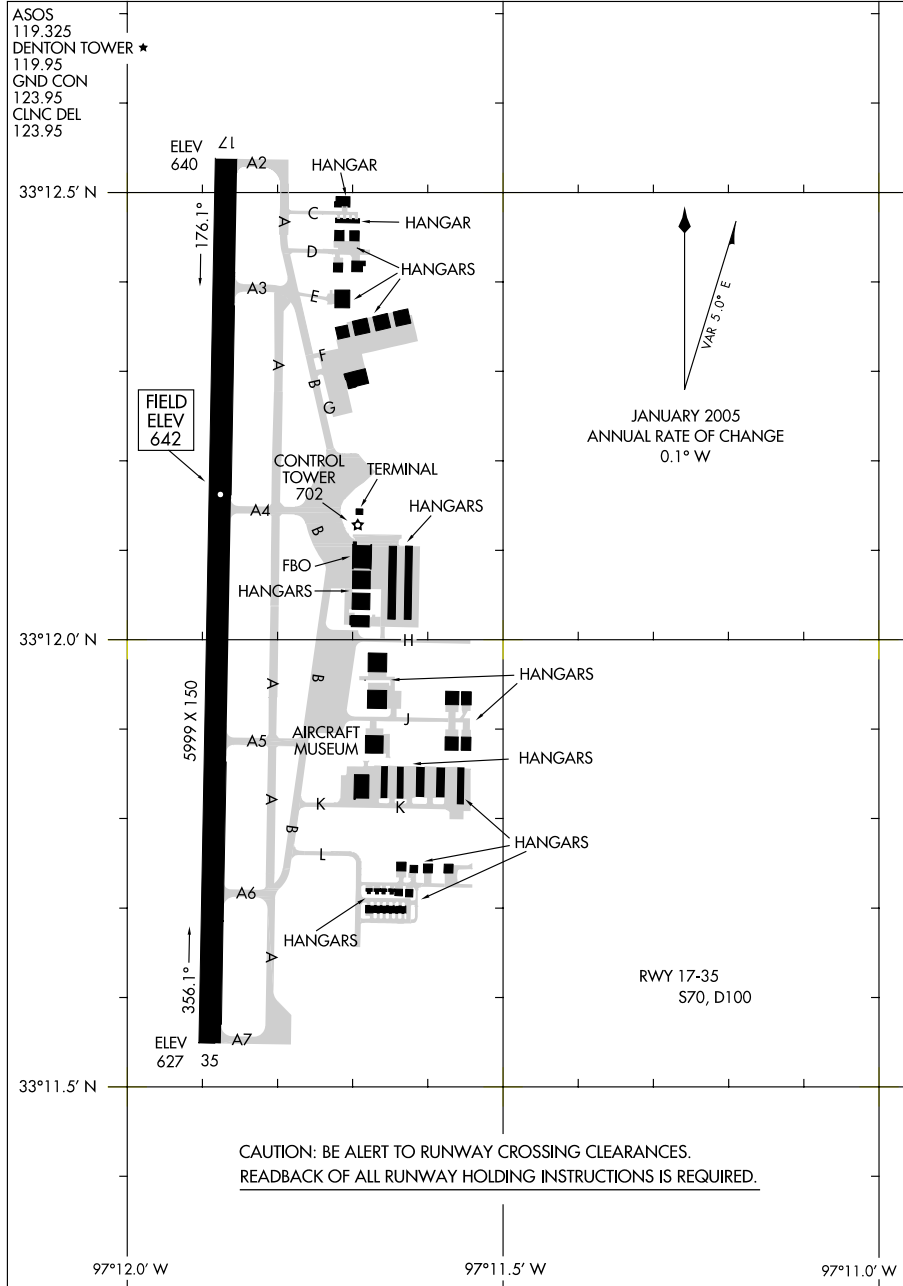 ASOS
119.325
DENTON TOWER ★
119.95
GND CON
123.95
CLNC DEL
123.95
ELEV
640
17
A2
HANGAR
33°12.5' N
C
A
HANGAR
176.1°
D
HANGARS
A3
E
VAR 5.0° E
A
F
B
G
FIELD
ELEV
642
JANUARY 2005
ANNUAL RATE OF CHANGE
0.1° W
CONTROL
TOWER
702
TERMINAL
A4
HANGARS
B
FBO
HANGARS
33°12.0' N
H
A
B
HANGARS
5999 X 150
J
A5
AIRCRAFT
MUSEUM
HANGARS
A
K
K
B
HANGARS
L
A6
HANGARS
A
356.1°
RWY 17-35
S70, D100
ELEV
627
35
A7
33°11.5' N
CAUTION: BE ALERT TO RUNWAY CROSSING CLEARANCES.
READBACK OF ALL RUNWAY HOLDING INSTRUCTIONS IS REQUIRED.
97°12.0' W
97°11.5' W
97°11.0' W